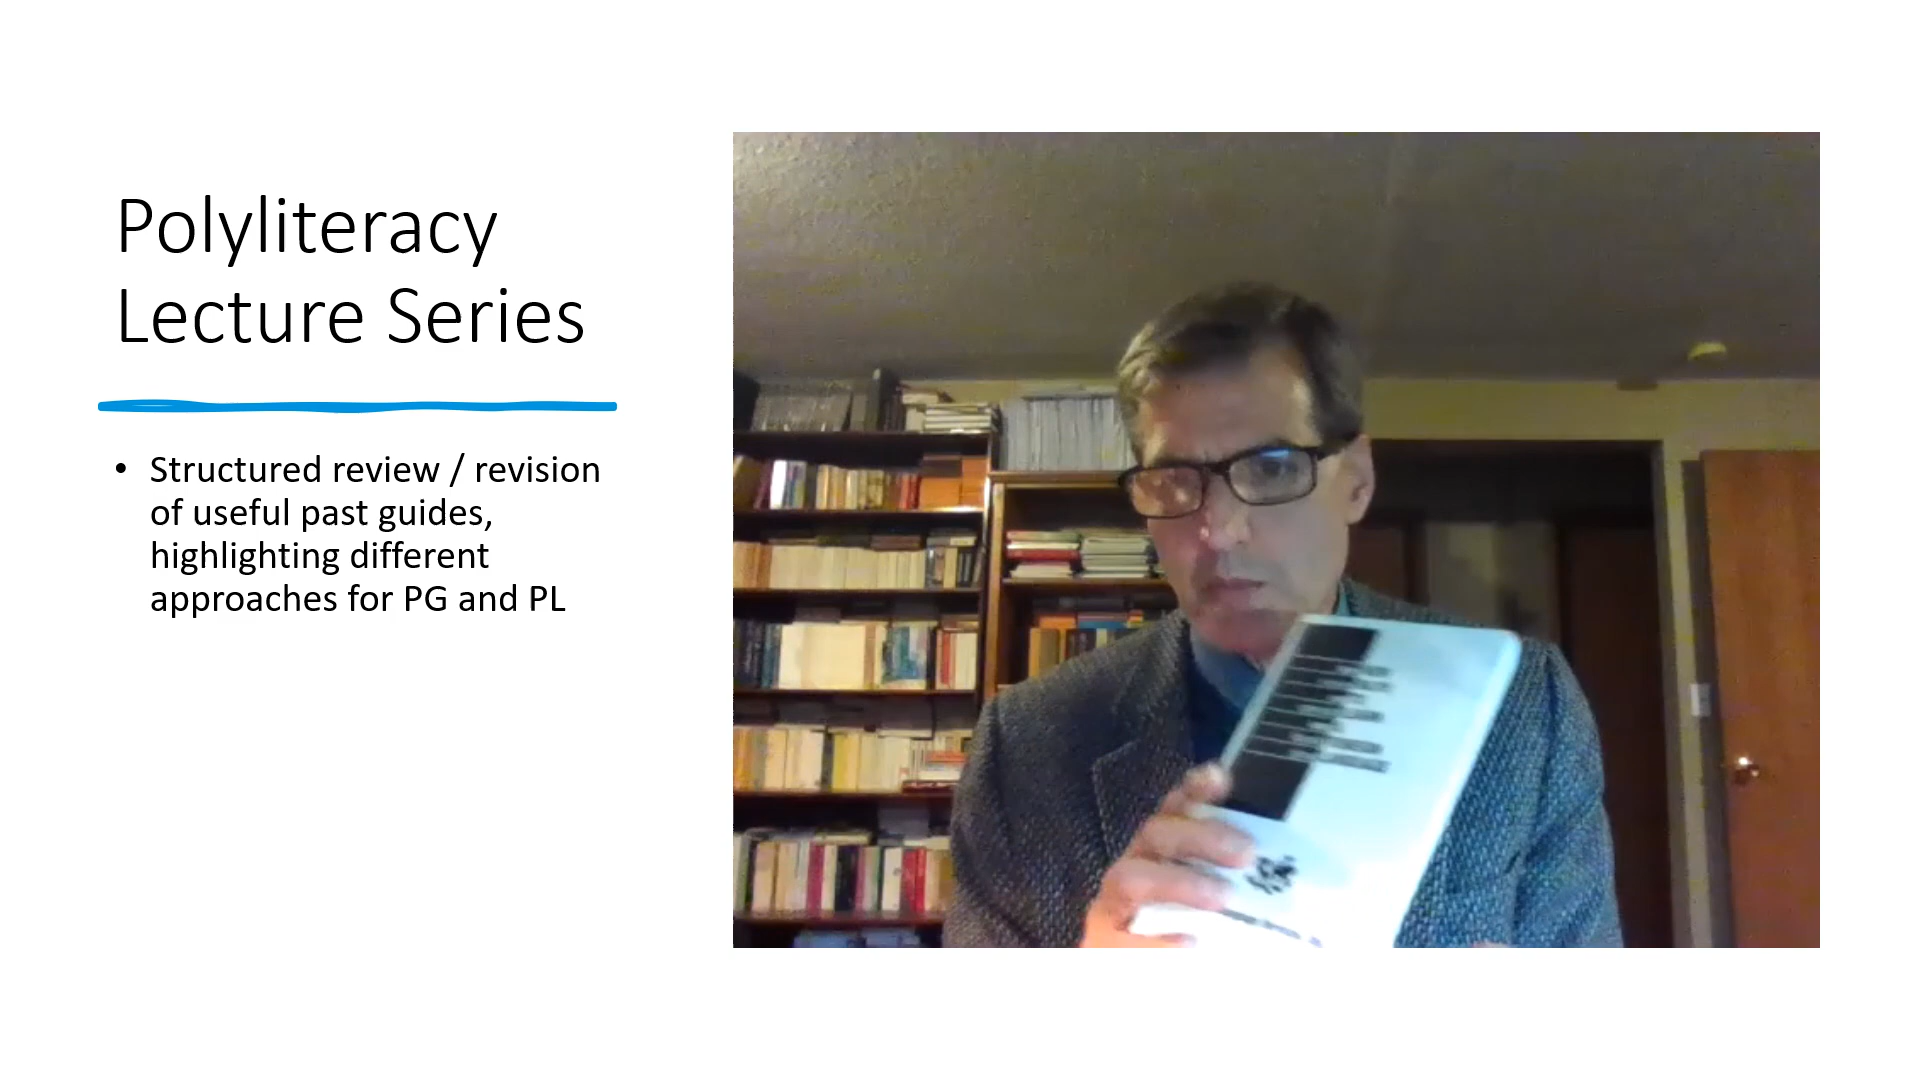 Polyliteracy
Lecture Series
• Structured review / revision
of useful past guides,
highlighting different
approaches for PG and PL